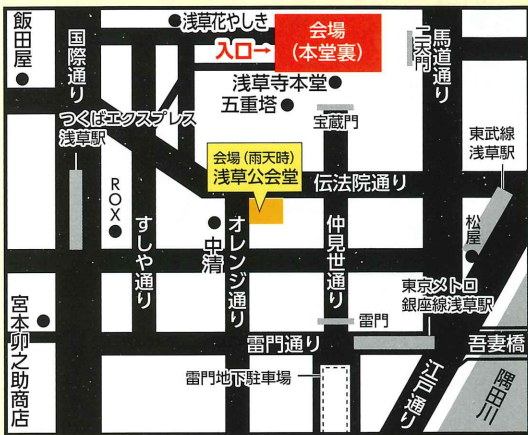 飯田屋
国際通り
浅草花やしき
入口→
会場
(本堂裏)
二天門
馬道通り
浅草寺本堂
五重塔
宝蔵門
つくばエクスプレス
浅草駅
会場(雨天時)
浅草公会堂
伝法院通り
東武線
浅草駅
ROX
すしや通り
中清
オレンジ通り
仲見世通り
松屋
東京メトロ
銀座線浅草駅
宮本卯之助商店
雷門
雷門通り
吾妻橋
雷門地下駐車場
江戸通り
隅田川